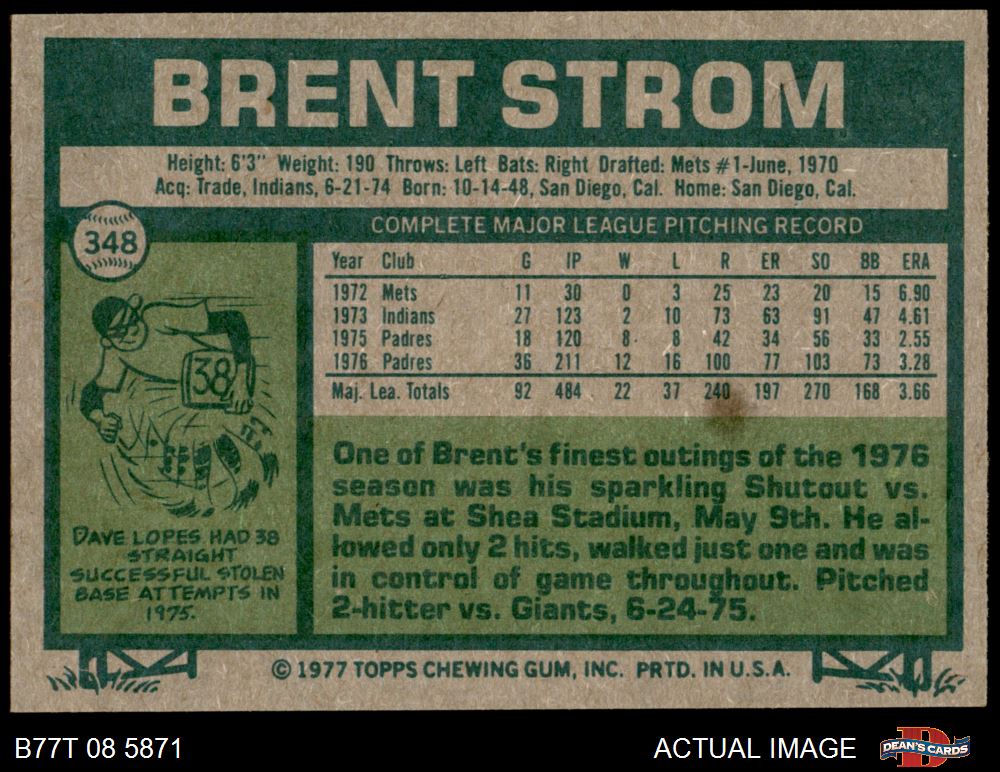 BRENT STROM
Height: 6'3" Weight: 190 Throws: Left Bats: Right Drafted: Mets #1-June, 1970
Acq: Trade, Indians, 6-21-74 Born: 10-14-48, San Diego, Cal. Home: San Diego, Cal.
348
COMPLETE MAJOR LEAGUE PITCHING RECORD
Year Club G IP W L R ER SO BB ERA
1972 Mets 11 30 0 3 25 23 20 15 6.90
1973 Indians 27 123 2 10 73 63 91 47 4.61
1975 Padres 18 120 8 8 42 34 56 33 2.55
1976 Padres 36 211 12 16 100 77 103 73 3.28
Maj. Lea. Totals 92 484 22 37 240 197 270 168 3.66
38
DAVE LOPES HAD 38
STRAIGHT
SUCCESSFUL STOLEN
BASE ATTEMPTS IN
1975.
One of Brent's finest outings of the 1976
season was his sparkling Shutout vs.
Mets at Shea Stadium, May 9th. He al-
lowed only 2 hits, walked just one and was
in control of game throughout. Pitched
2-hitter vs. Giants, 6-24-75.
© 1977 TOPPS CHEWING GUM, INC. PRTD. IN U.S.A.
B77T 08 5871
ACTUAL IMAGE
D
DEAN'S CARDS